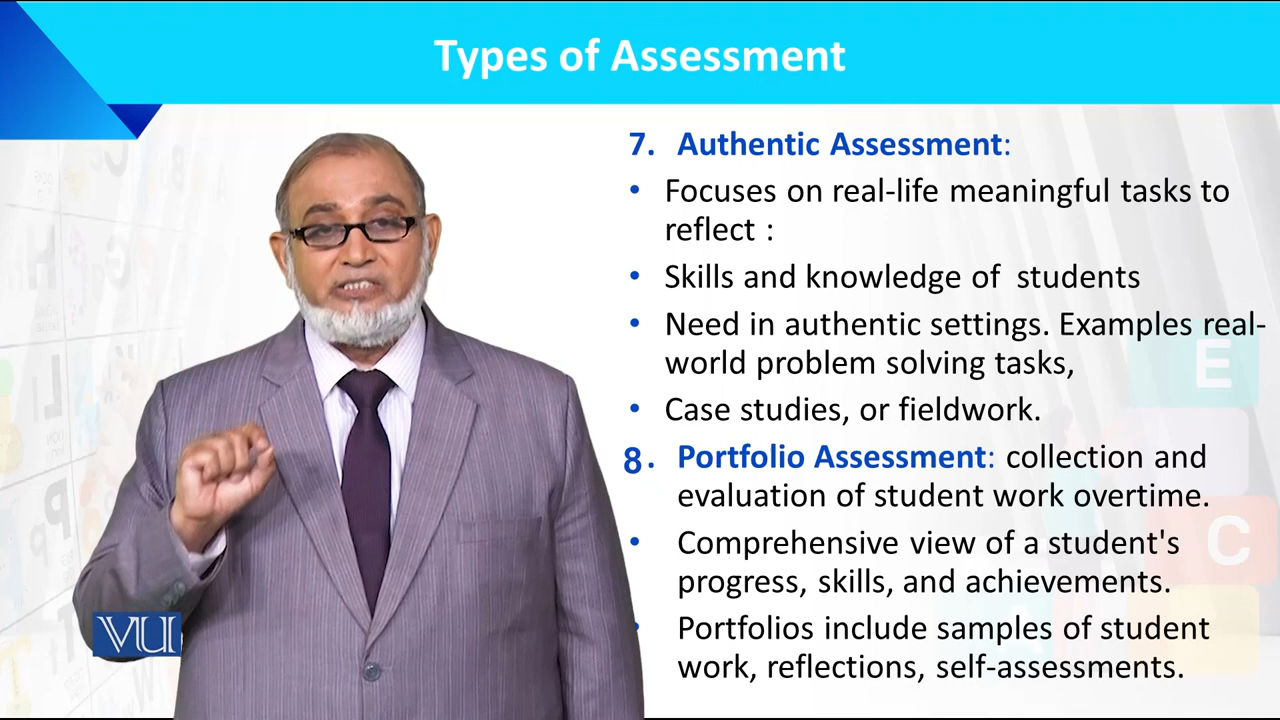 Types of Assessment
7. Authentic Assessment:
• Focuses on real-life meaningful tasks to
reflect :
• Skills and knowledge of students
• Need in authentic settings. Examples real-
world problem solving tasks,
• Case studies, or fieldwork.
8. Portfolio Assessment: collection and
evaluation of student work overtime.
• Comprehensive view of a student's
progress, skills, and achievements.
• Portfolios include samples of student
work, reflections, self-assessments.
VU
E
C